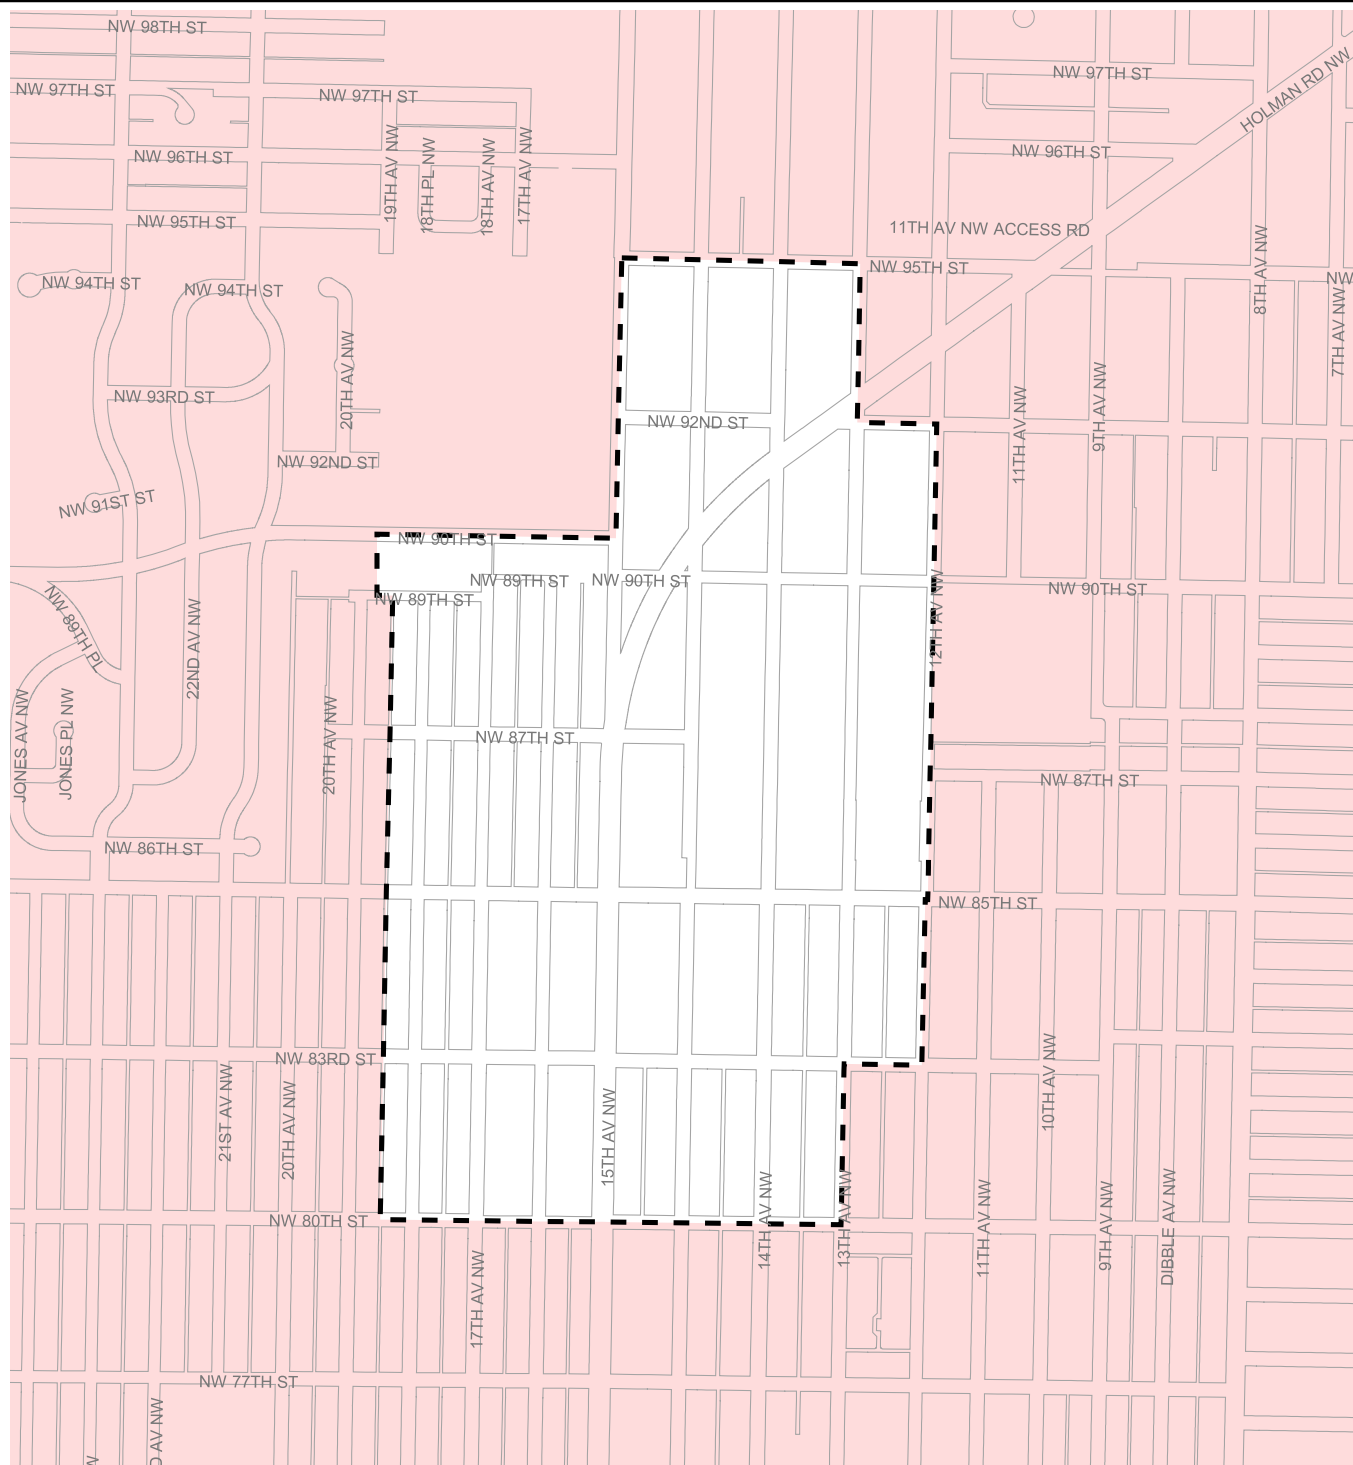 NW 98TH ST
NW 97TH ST
NW 97TH ST
NW 97TH ST
HOLMAN RD NW
NW 96TH ST
NW 96TH ST
19TH AV NW
18TH PL NW
18TH AV NW
17TH AV NW
NW 95TH ST
11TH AV NW ACCESS RD
NW 95TH ST
8TH AV NW
NW
NW 94TH ST
NW 94TH ST
7TH AV NW
20TH AV NW
NW 93RD ST
11TH AV NW
9TH AV NW
NW 92ND ST
NW 92ND ST
NW 91ST ST
NW 90TH ST
NW 89TH ST
NW 90TH ST
NW 90TH ST
NW 89TH ST
12TH AV NW
NW 89TH PL
22ND AV NW
JONES AV NW
JONES PL NW
20TH AV NW
NW 87TH ST
NW 87TH ST
NW 86TH ST
NW 85TH ST
NW 83RD ST
21ST AV NW
20TH AV NW
15TH AV NW
10TH AV NW
14TH AV NW
13TH AV NW
11TH AV NW
9TH AV NW
DIBBLE AV NW
NW 80TH ST
17TH AV NW
NW 77TH ST
D AV NW
W